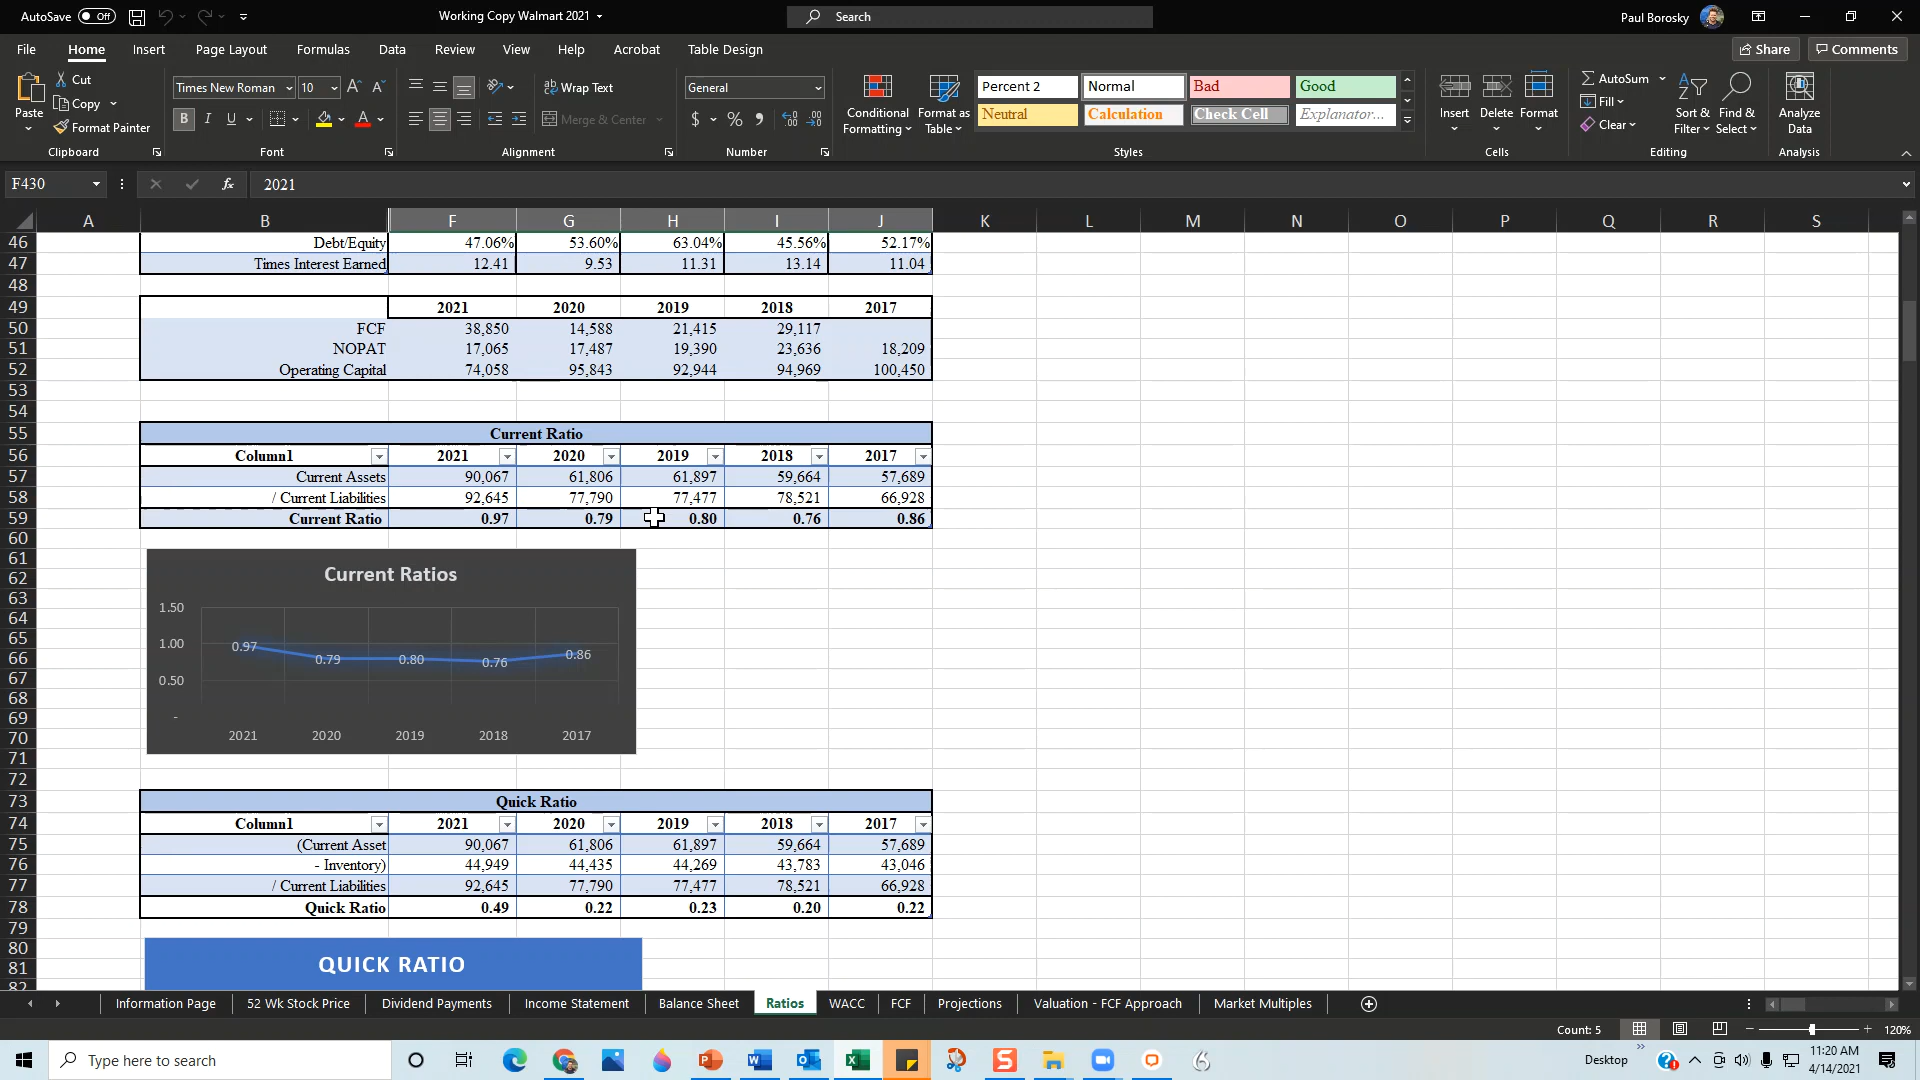 AutoSave Off
Working Copy Walmart 2021
Search
Paul Borosky
File Home Insert Page Layout Formulas Data Review View Help Acrobat Table Design
Share Comments
Paste
Cut
Copy
Format Painter
Clipboard
Times New Roman 10
B I U
Font
Wrap Text
Merge & Center
Alignment
General
$ % 9
Number
Conditional Formatting
Format as Table
Percent 2 Normal Bad Good
Neutral Calculation Check Cell Explanator...
Styles
Insert Delete Format
Cells
AutoSum
Fill
Clear
Sort & Filter
Find & Select
Editing
Analyze Data
Analysis
F430 fx 2021
A B F G H I J K L M N O P Q R S
46 Debt/Equity 47.06% 53.60% 63.04% 45.56% 52.17%
47 Times Interest Earned 12.41 9.53 11.31 13.14 11.04
48
49 2021 2020 2019 2018 2017
50 FCF 38,850 14,588 21,415 29,117
51 NOPAT 17,065 17,487 19,390 23,636 18,209
52 Operating Capital 74,058 95,843 92,944 94,969 100,450
53
54
55 Current Ratio
56 Column1 2021 2020 2019 2018 2017
57 Current Assets 90,067 61,806 61,897 59,664 57,689
58 / Current Liabilities 92,645 77,790 77,477 78,521 66,928
59 Current Ratio 0.97 0.79 0.80 0.76 0.86
60
61
62 Current Ratios
63 1.50
64
65 1.00
66 0.97 0.79 0.80 0.76 0.86
67 0.50
68
69 -
70 2021 2020 2019 2018 2017
71
72
73 Quick Ratio
74 Column1 2021 2020 2019 2018 2017
75 (Current Asset 90,067 61,806 61,897 59,664 57,689
76 - Inventory) 44,949 44,435 44,269 43,783 43,046
77 / Current Liabilities 92,645 77,790 77,477 78,521 66,928
78 Quick Ratio 0.49 0.22 0.23 0.20 0.22
79
80
81 QUICK RATIO
82
Information Page 52 Wk Stock Price Dividend Payments Income Statement Balance Sheet Ratios WACC FCF Projections Valuation - FCF Approach Market Multiples
Count: 5 120%
Type here to search
Desktop
11:20 AM
4/14/2021